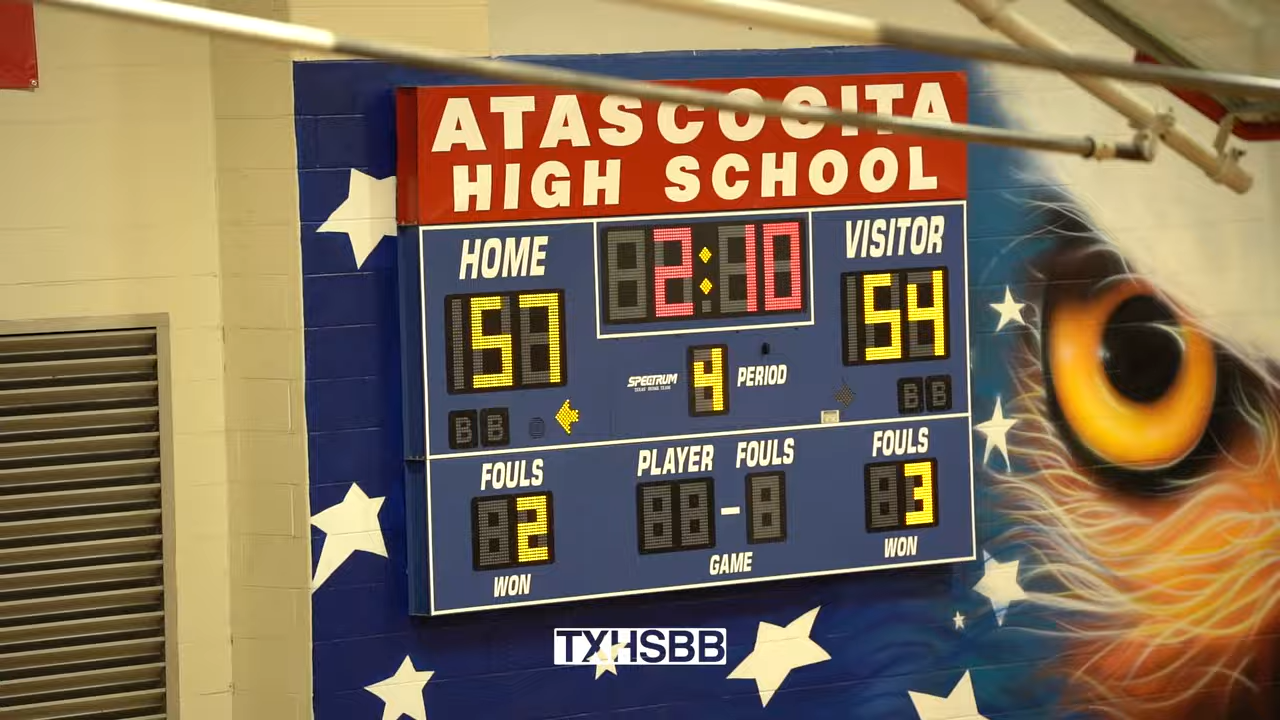 ATASCOCITA
HIGH SCHOOL
HOME
2:10
VISITOR
57
54
SPECTRUM
4
PERIOD
FOULS
PLAYER FOULS
FOULS
2
-
3
WON
GAME
WON
TXHSBB